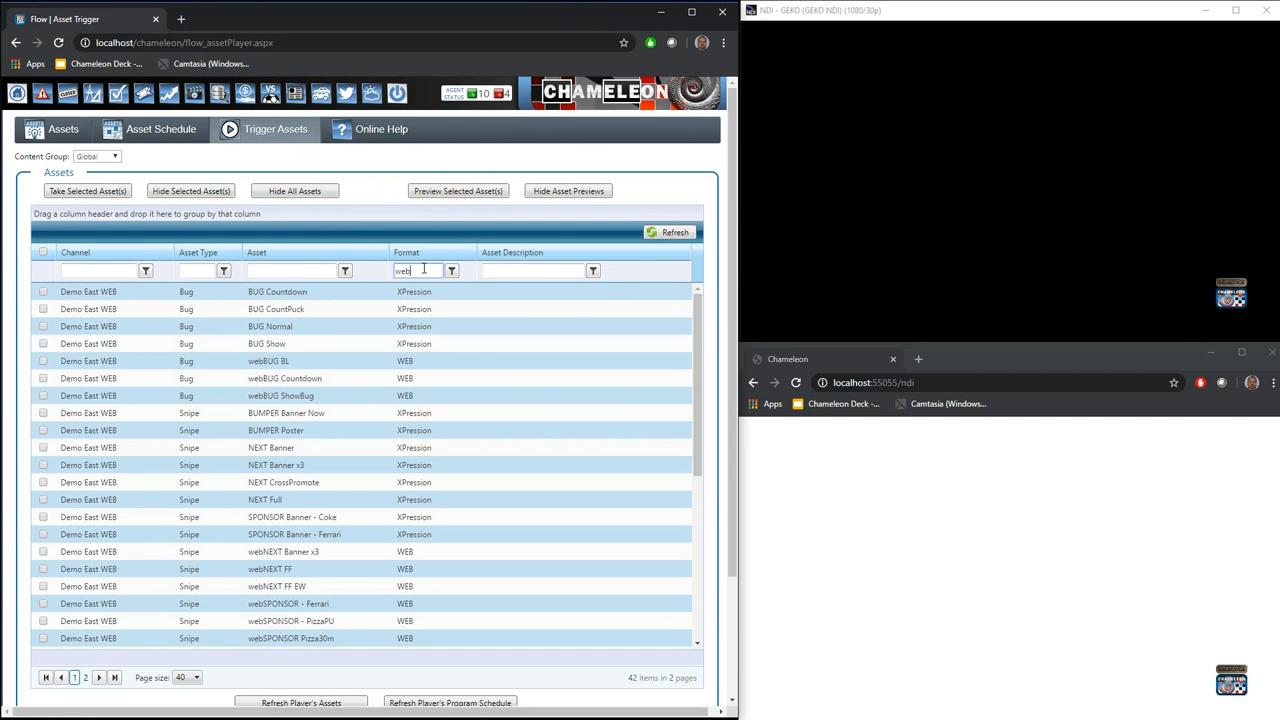 Flow | Asset Trigger
localhost/chameleon/flow_assetPlayer.aspx
Apps Chameleon Deck -... Camtasia (Windows...
AGENT STATUS 10 4
CHAMELEON
Assets Asset Schedule Trigger Assets Online Help
Content Group: Global
Assets
Take Selected Asset(s) Hide Selected Asset(s) Hide All Assets Preview Selected Asset(s) Hide Asset Previews
Drag a column header and drop it here to group by that column
Refresh
Channel Asset Type Asset Format Asset Description
web
Demo East WEB Bug BUG Countdown XPression
Demo East WEB Bug BUG CountPuck XPression
Demo East WEB Bug BUG Normal XPression
Demo East WEB Bug BUG Show XPression
Demo East WEB Bug webBUG BL WEB
Demo East WEB Bug webBUG Countdown WEB
Demo East WEB Bug webBUG ShowBug WEB
Demo East WEB Snipe BUMPER Banner Now XPression
Demo East WEB Snipe BUMPER Poster XPression
Demo East WEB Snipe NEXT Banner XPression
Demo East WEB Snipe NEXT Banner x3 XPression
Demo East WEB Snipe NEXT CrossPromote XPression
Demo East WEB Snipe NEXT Full XPression
Demo East WEB Snipe SPONSOR Banner - Coke XPression
Demo East WEB Snipe SPONSOR Banner - Ferrari XPression
Demo East WEB Snipe webNEXT Banner x3 WEB
Demo East WEB Snipe webNEXT FF WEB
Demo East WEB Snipe webNEXT FF EW WEB
Demo East WEB Snipe webSPONSOR - Ferrari WEB
Demo East WEB Snipe webSPONSOR - PizzaPU WEB
Demo East WEB Snipe webSPONSOR Pizza30m WEB
1 2 Page size: 40 42 items in 2 pages
Refresh Player's Assets Refresh Player's Program Schedule
NDI - GEKO (GEKO NDI) (1080/30p)
CHAMELEON
Chameleon
localhost:55055/ndi
Apps Chameleon Deck -... Camtasia (Windows...
CHAMELEON